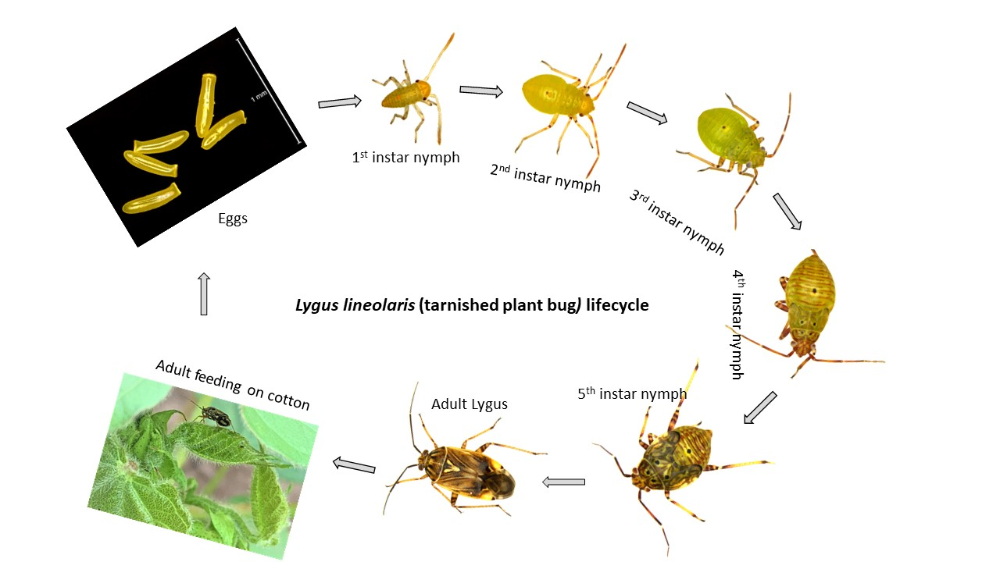 1 mm
Eggs
1st instar nymph
2nd instar nymph
3rd instar nymph
4th instar nymph
5th instar nymph
Lygus lineolaris (tarnished plant bug) lifecycle
Adult Lygus
Adult feeding on cotton